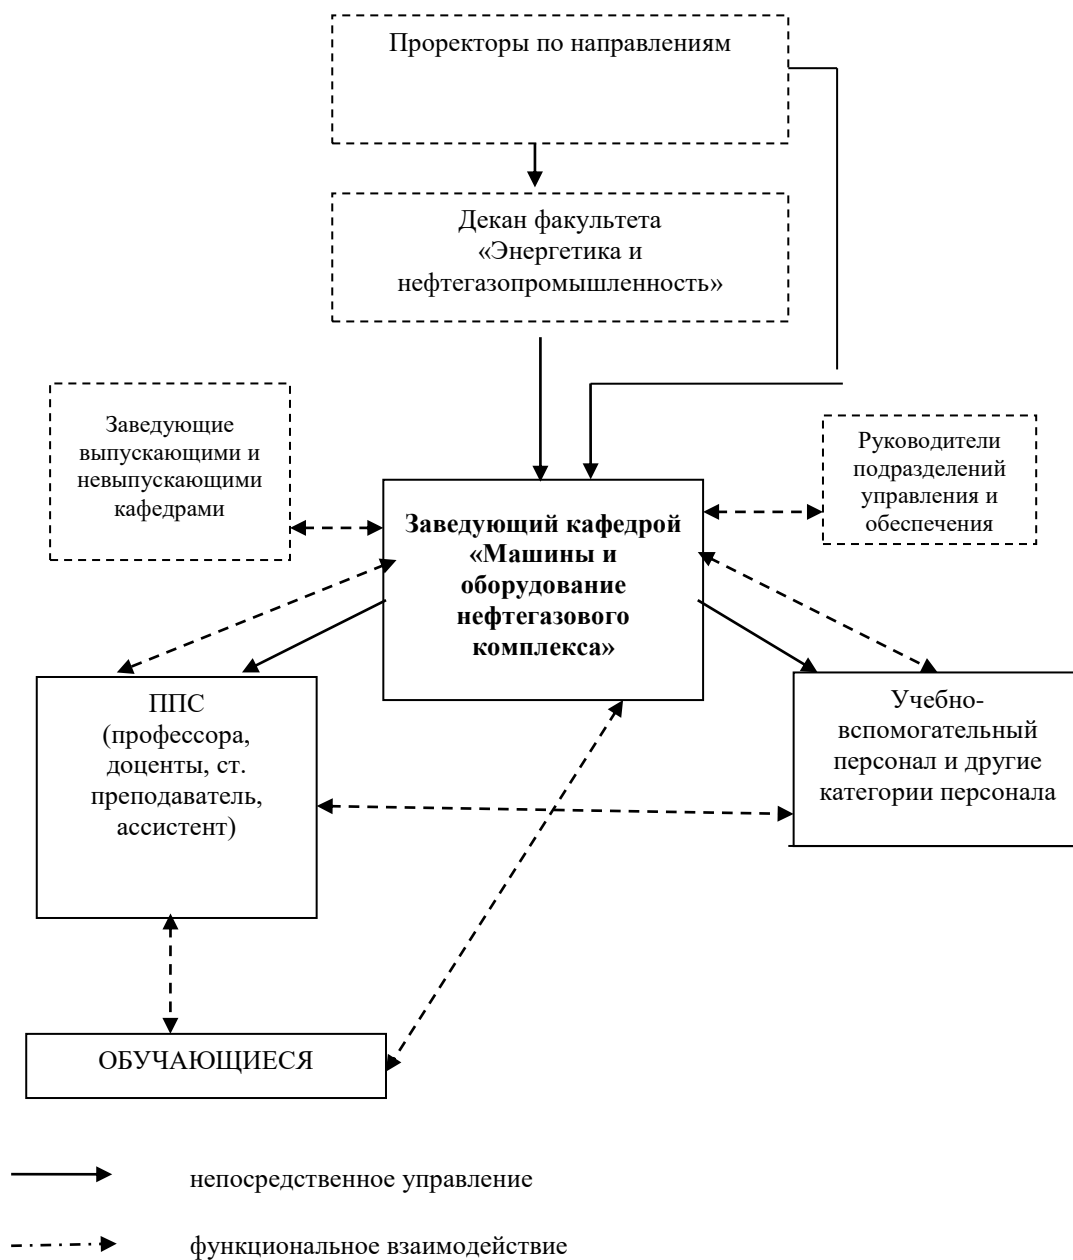 Проректоры по направлениям
Декан факультета
«Энергетика и
нефтегазопромышленность»
Заведующие
выпускающими и
невыпускающими
кафедрами
Руководители
подразделений
управления и
обеспечения
Заведующий кафедрой
«Машины и
оборудование
нефтегазового
комплекса»
ППС
(профессора,
доценты, ст.
преподаватель,
ассистент)
Учебно-
вспомогательный
персонал и другие
категории персонала
ОБУЧАЮЩИЕСЯ
непосредственное управление
функциональное взаимодействие